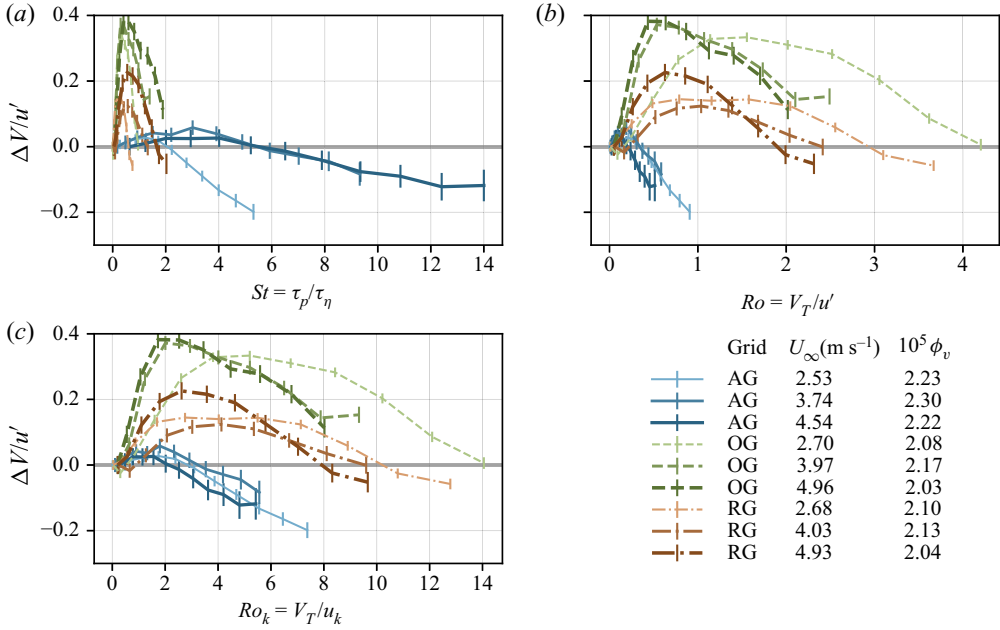 (a)
0.4
0.2
0.0
−0.2
ΔV/u′
0 2 4 6 8 10 12 14
St = τ_p/τ_η
(b)
ΔV/u′
0 1 2 3 4
Ro = V_T/u′
(c)
0.4
0.2
0.0
−0.2
ΔV/u′
0 2 4 6 8 10 12 14
Ro_k = V_T/u_k
Grid U_∞(m s⁻¹) 10⁵ ϕ_v
AG 2.53 2.23
AG 3.74 2.30
AG 4.54 2.22
OG 2.70 2.08
OG 3.97 2.17
OG 4.96 2.03
RG 2.68 2.10
RG 4.03 2.13
RG 4.93 2.04